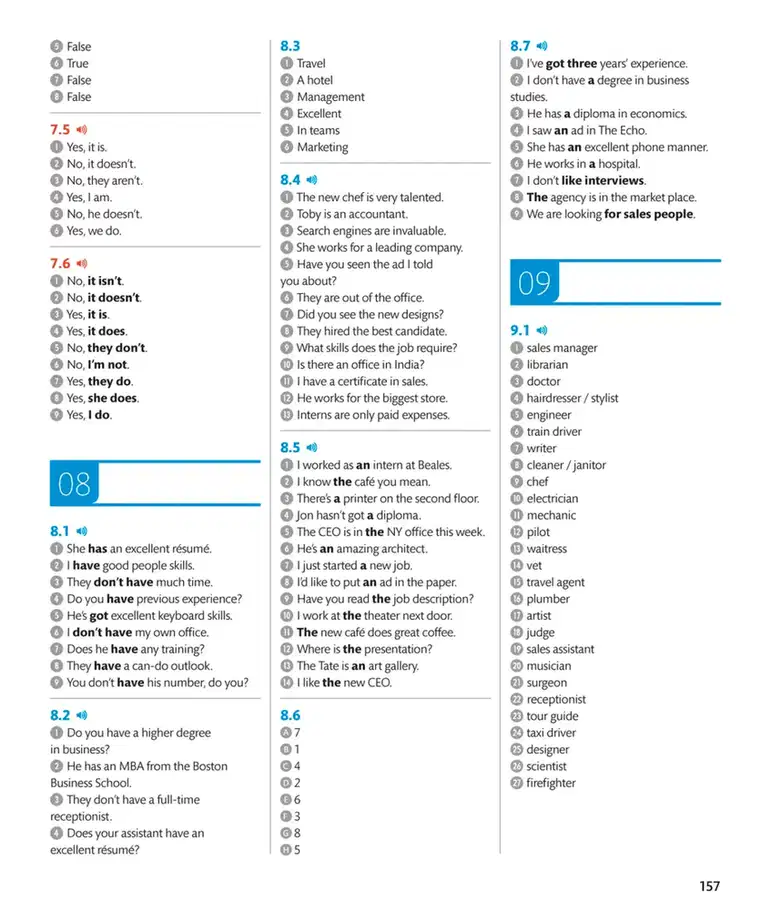 5 False
6 True
7 False
8 False
7.5
1 Yes, it is.
2 No, it doesn't.
3 No, they aren't.
4 Yes, I am.
5 No, he doesn't.
6 Yes, we do.
7.6
1 No, it isn't.
2 No, it doesn't.
3 Yes, it is.
4 Yes, it does.
5 No, they don't.
6 No, I'm not.
7 Yes, they do.
8 Yes, she does.
9 Yes, I do.
08
8.1
1 She has an excellent résumé.
2 I have good people skills.
3 They don't have much time.
4 Do you have previous experience?
5 He's got excellent keyboard skills.
6 I don't have my own office.
7 Does he have any training?
8 They have a can-do outlook.
9 You don't have his number, do you?
8.2
1 Do you have a higher degree
in business?
2 He has an MBA from the Boston
Business School.
3 They don't have a full-time
receptionist.
4 Does your assistant have an
excellent résumé?
8.3
1 Travel
2 A hotel
3 Management
4 Excellent
5 In teams
6 Marketing
8.4
1 The new chef is very talented.
2 Toby is an accountant.
3 Search engines are invaluable.
4 She works for a leading company.
5 Have you seen the ad I told
you about?
6 They are out of the office.
7 Did you see the new designs?
8 They hired the best candidate.
9 What skills does the job require?
10 Is there an office in India?
11 I have a certificate in sales.
12 He works for the biggest store.
13 Interns are only paid expenses.
8.5
1 I worked as an intern at Beales.
2 I know the café you mean.
3 There's a printer on the second floor.
4 Jon hasn't got a diploma.
5 The CEO is in the NY office this week.
6 He's an amazing architect.
7 I just started a new job.
8 I'd like to put an ad in the paper.
9 Have you read the job description?
10 I work at the theater next door.
11 The new café does great coffee.
12 Where is the presentation?
13 The Tate is an art gallery.
14 I like the new CEO.
8.6
A 7
B 1
C 4
D 2
E 6
F 3
G 8
H 5
8.7
1 I've got three years' experience.
2 I don't have a degree in business
studies.
3 He has a diploma in economics.
4 I saw an ad in The Echo.
5 She has an excellent phone manner.
6 He works in a hospital.
7 I don't like interviews.
8 The agency is in the market place.
9 We are looking for sales people.
09
9.1
1 sales manager
2 librarian
3 doctor
4 hairdresser / stylist
5 engineer
6 train driver
7 writer
8 cleaner / janitor
9 chef
10 electrician
11 mechanic
12 pilot
13 waitress
14 vet
15 travel agent
16 plumber
17 artist
18 judge
19 sales assistant
20 musician
21 surgeon
22 receptionist
23 tour guide
24 taxi driver
25 designer
26 scientist
27 firefighter
157